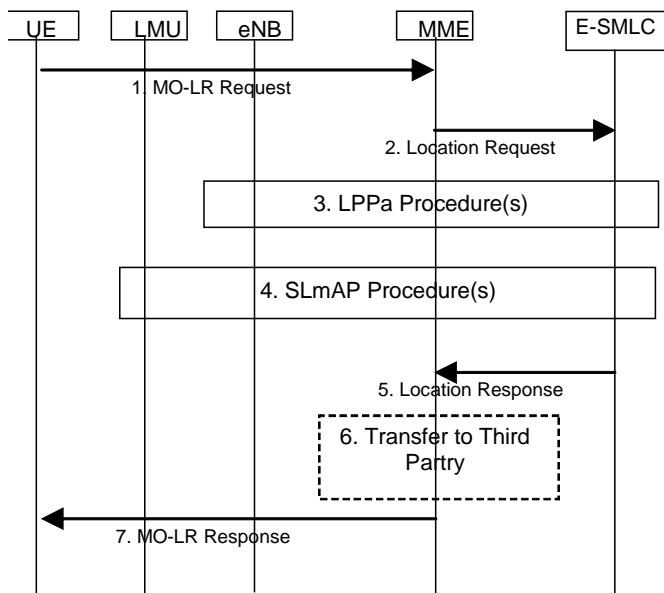 UE LMU eNB MME E-SMLC
1. MO-LR Request
2. Location Request
3. LPPa Procedure(s)
4. SLmAP Procedure(s)
5. Location Response
6. Transfer to Third
Partry
7. MO-LR Response